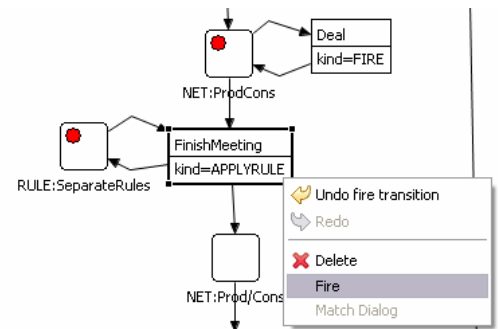 Deal
kind=FIRE
NET:ProdCons
FinishMeeting
kind=APPLYRULE
RULE:SeparateRules
Undo fire transition
Redo
Delete
NET:Prod/Cons
Fire
Match Dialog